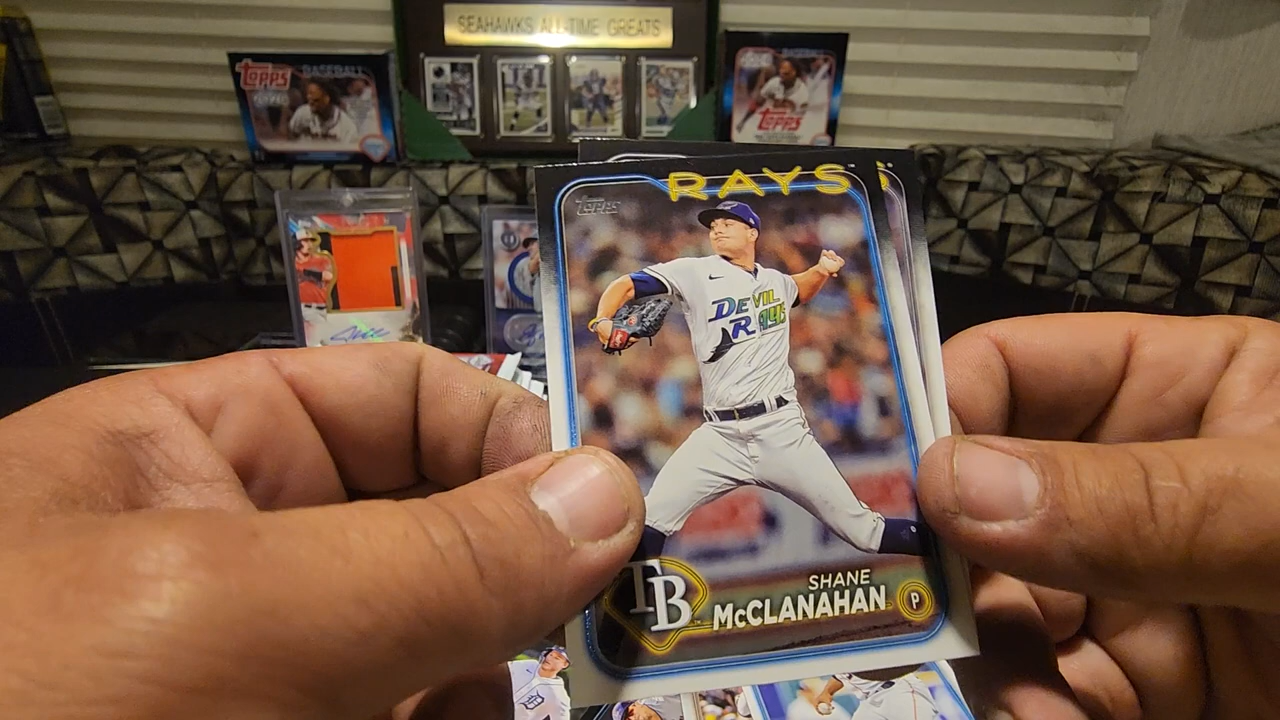 SEAHAWKS ALL-TIME GREATS
Topps BASEBALL
Topps
RAYS
Topps
DEVIL
RAYS
TB
SHANE
McCLANAHAN P